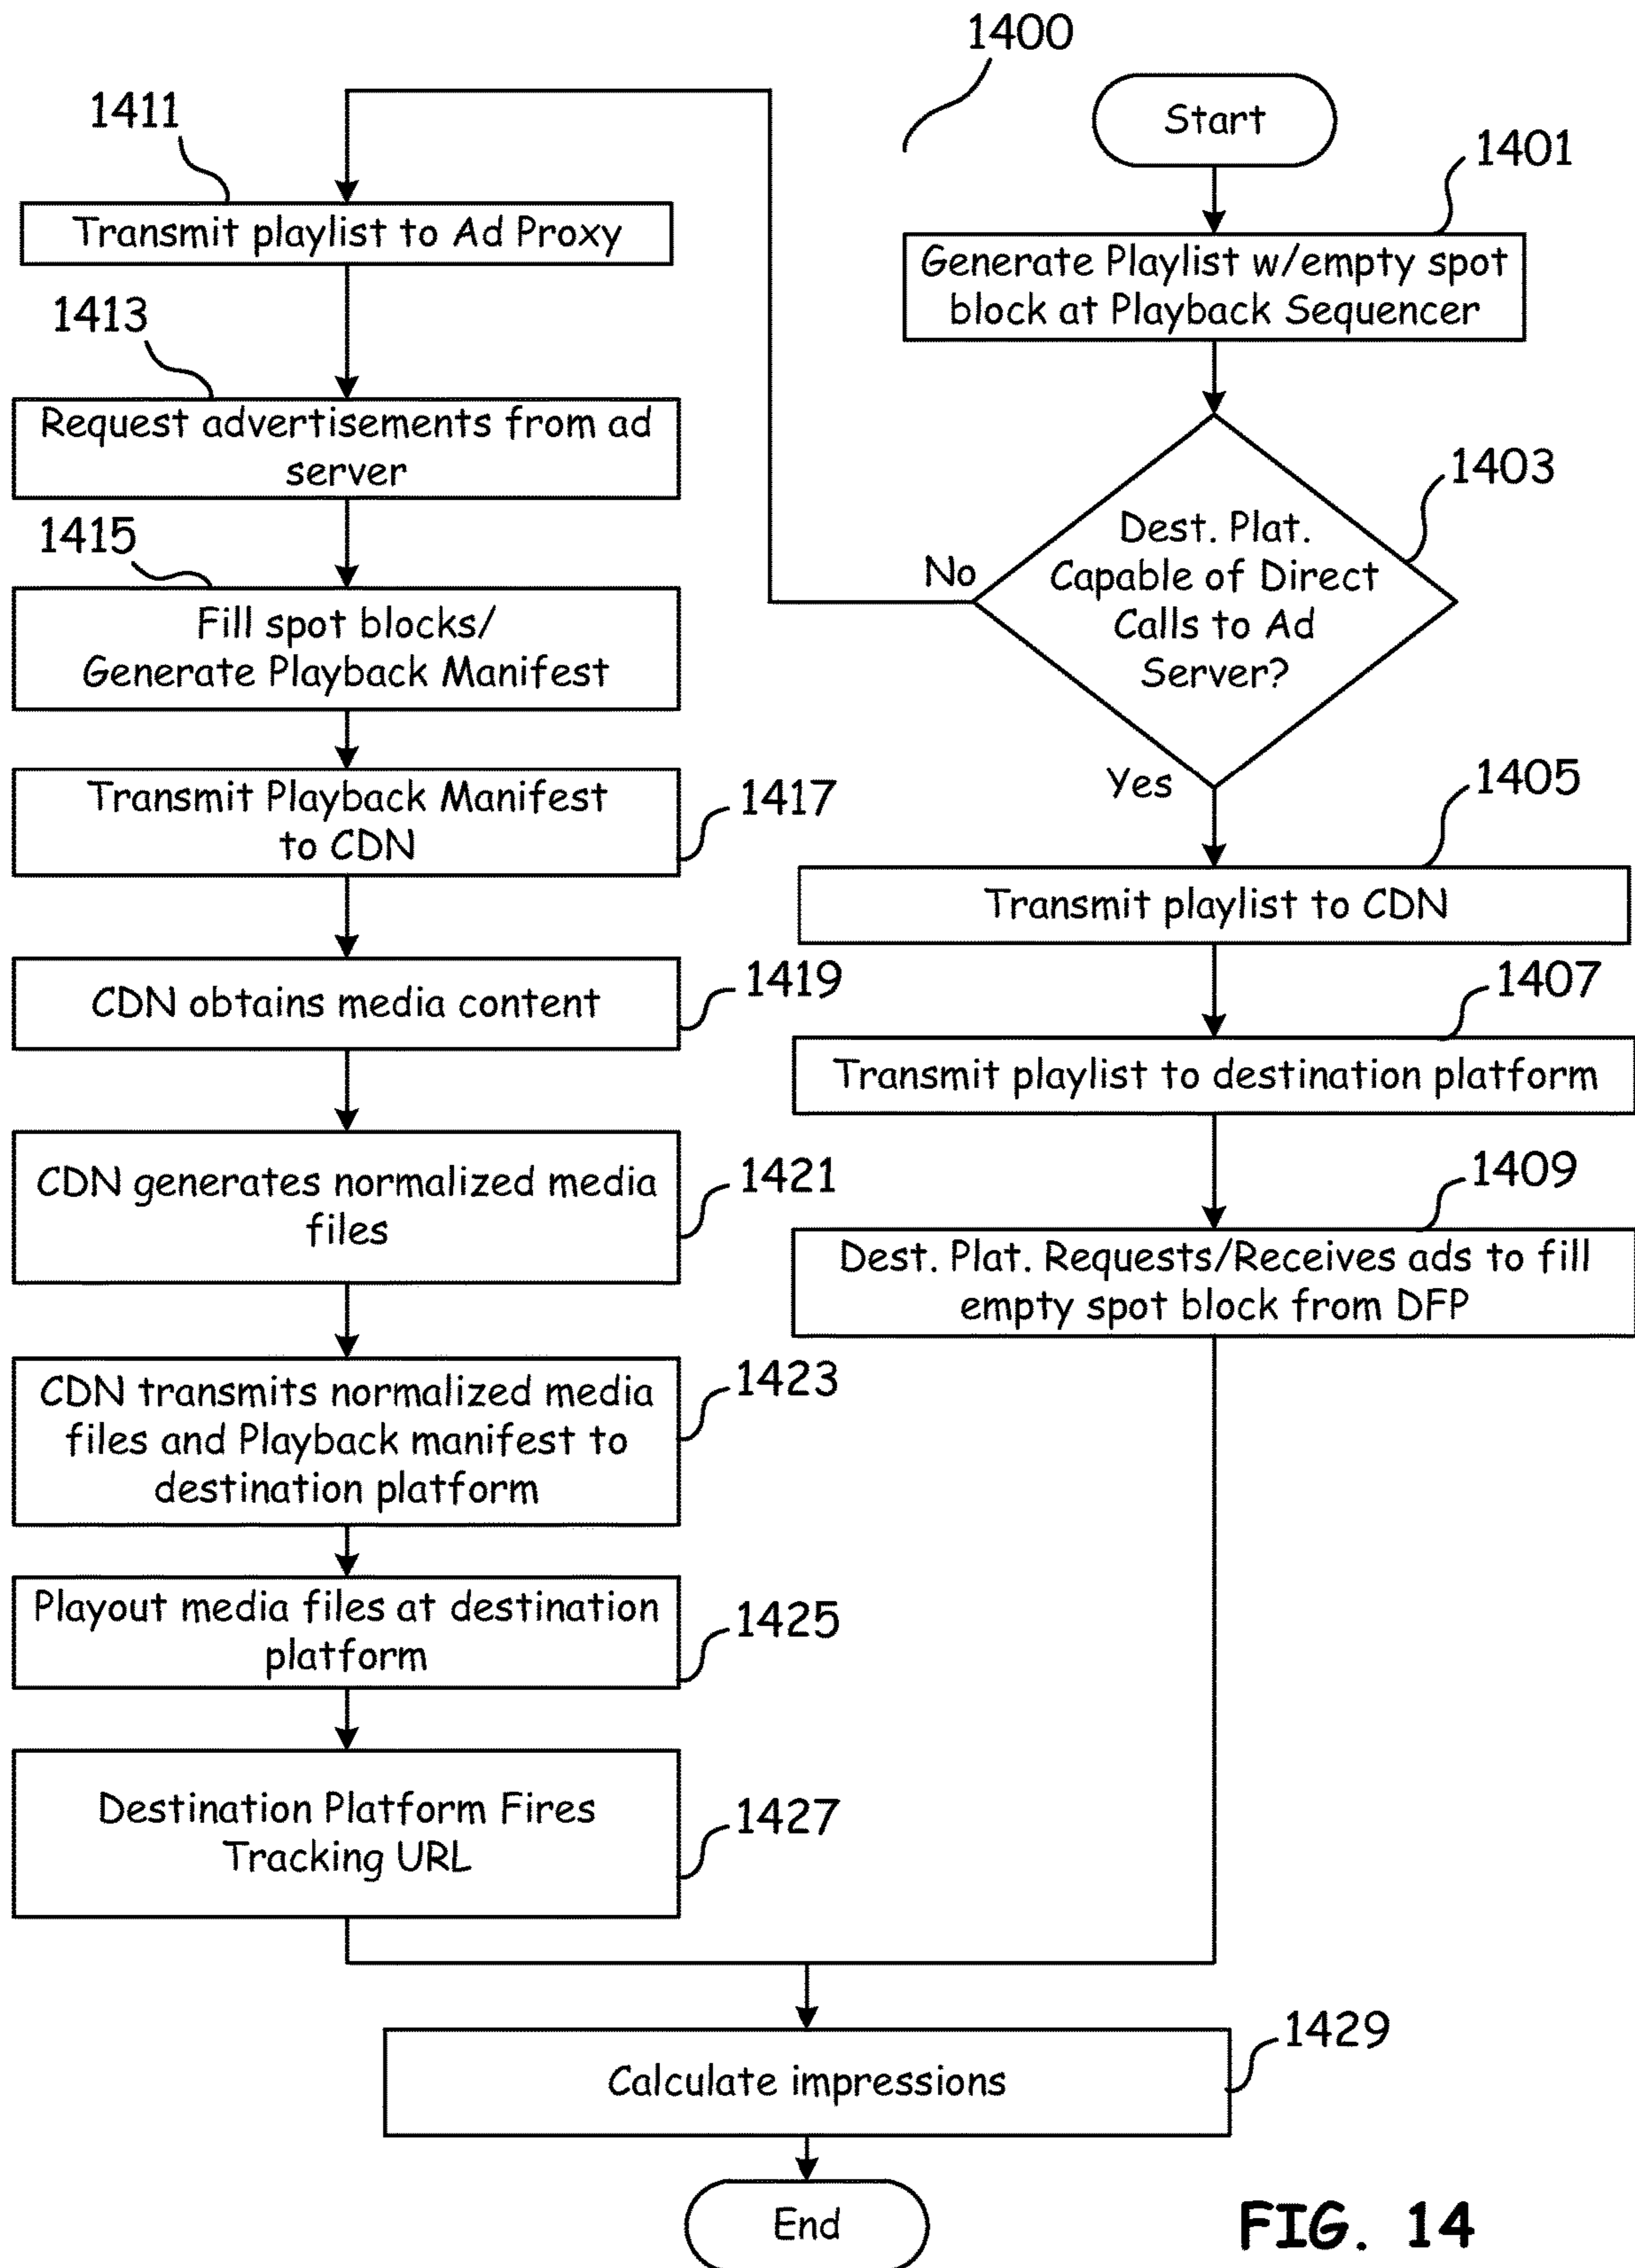 1400
Start
1401
Generate Playlist w/empty spot
block at Playback Sequencer
1403
Dest. Plat.
Capable of Direct
Calls to Ad
Server?
No
Yes
1405
Transmit playlist to CDN
1407
Transmit playlist to destination platform
1409
Dest. Plat. Requests/Receives ads to fill
empty spot block from DFP
1411
Transmit playlist to Ad Proxy
1413
Request advertisements from ad
server
1415
Fill spot blocks/
Generate Playback Manifest
Transmit Playback Manifest
to CDN
1417
CDN obtains media content
1419
CDN generates normalized media
files
1421
CDN transmits normalized media
files and Playback manifest to
destination platform
1423
Playout media files at destination
platform
1425
Destination Platform Fires
Tracking URL
1427
1429
Calculate impressions
End
FIG. 14